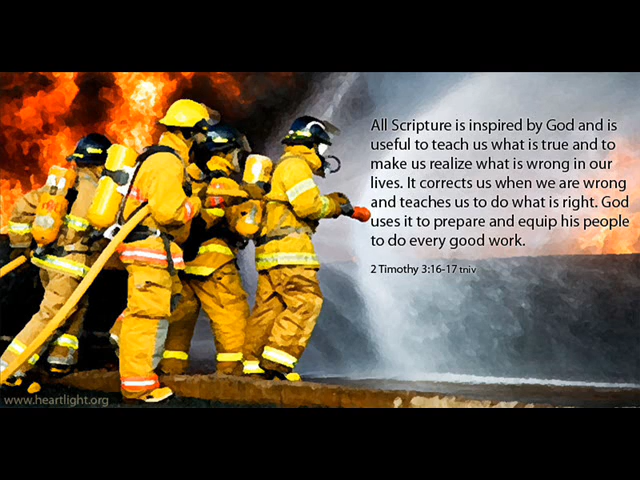 All Scripture is inspired by God and is
useful to teach us what is true and to
make us realize what is wrong in our
lives. It corrects us when we are wrong
and teaches us to do what is right. God
uses it to prepare and equip his people
to do every good work.
2 Timothy 3:16-17 tniv
www.heartlight.org